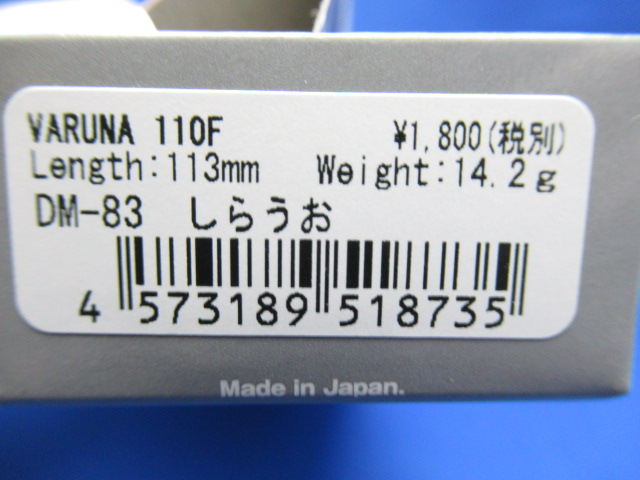 VARUNA 110F ¥1,800(税別)
Length:113mm Weight:14.2g
DM-83 しらうお
4 573189 518735
Made in Japan.